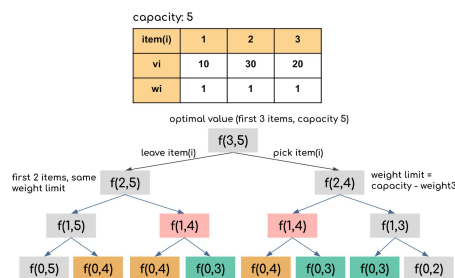 capacity: 5
item(i) 1 2 3
vi 10 30 20
wi 1 1 1
optimal value (first 3 items, capacity 5)
f(3,5)
leave item(i) pick item(i)
first 2 items, same
weight limit
f(2,5) f(2,4)
weight limit =
capacity - weight3
f(1,5) f(1,4) f(1,4) f(1,3)
f(0,5) f(0,4) f(0,4) f(0,3) f(0,4) f(0,3) f(0,3) f(0,2)